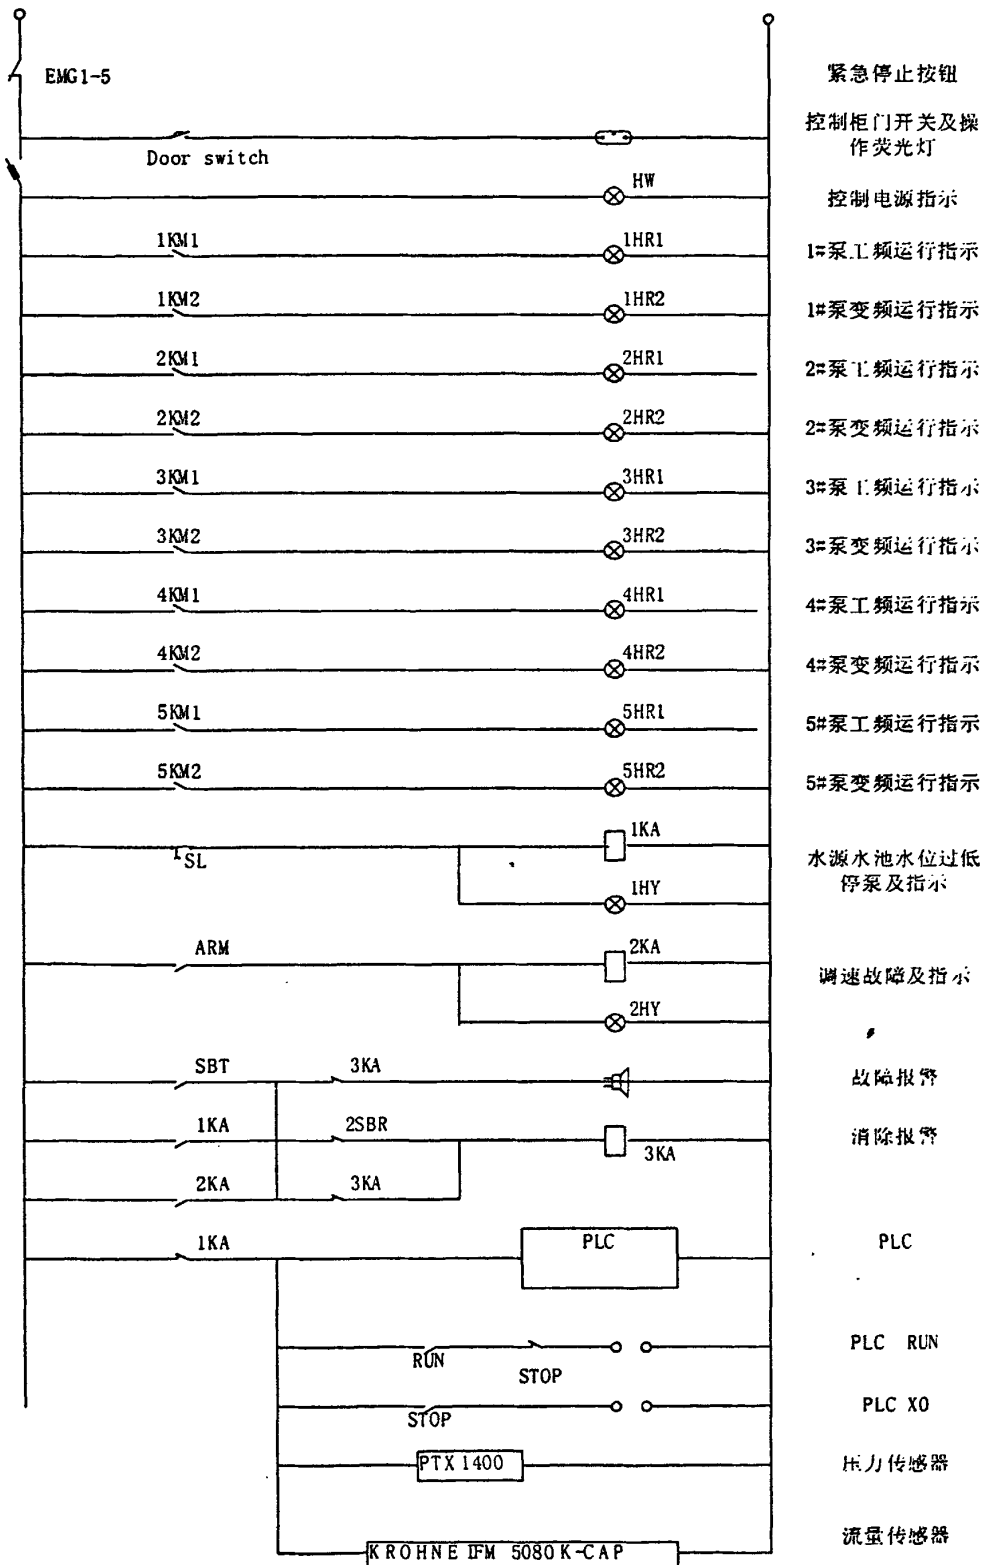 EMG1-5
紧急停止按钮
控制柜门开关及操
作荧光灯
Door switch
HW
控制电源指示
1KM1
1HR1
1#泵工频运行指示
1KM2
1HR2
1#泵变频运行指示
2KM1
2HR1
2#泵工频运行指示
2KM2
2HR2
2#泵变频运行指示
3KM1
3HR1
3#泵工频运行指示
3KM2
3HR2
3#泵变频运行指示
4KM1
4HR1
4#泵工频运行指示
4KM2
4HR2
4#泵变频运行指示
5KM1
5HR1
5#泵工频运行指示
5KM2
5HR2
5#泵变频运行指示
1KA
SL
水源水池水位过低
停泵及指示
1HY
ARM
2KA
调速故障及指示
2HY
SBT
3KA
故障报警
1KA
2SBR
3KA
消除报警
2KA
3KA
1KA
PLC
PLC
RUN
STOP
PLC RUN
STOP
PLC X0
PTX 1400
压力传感器
KROHNE IFM 5080 K-CAP
流量传感器